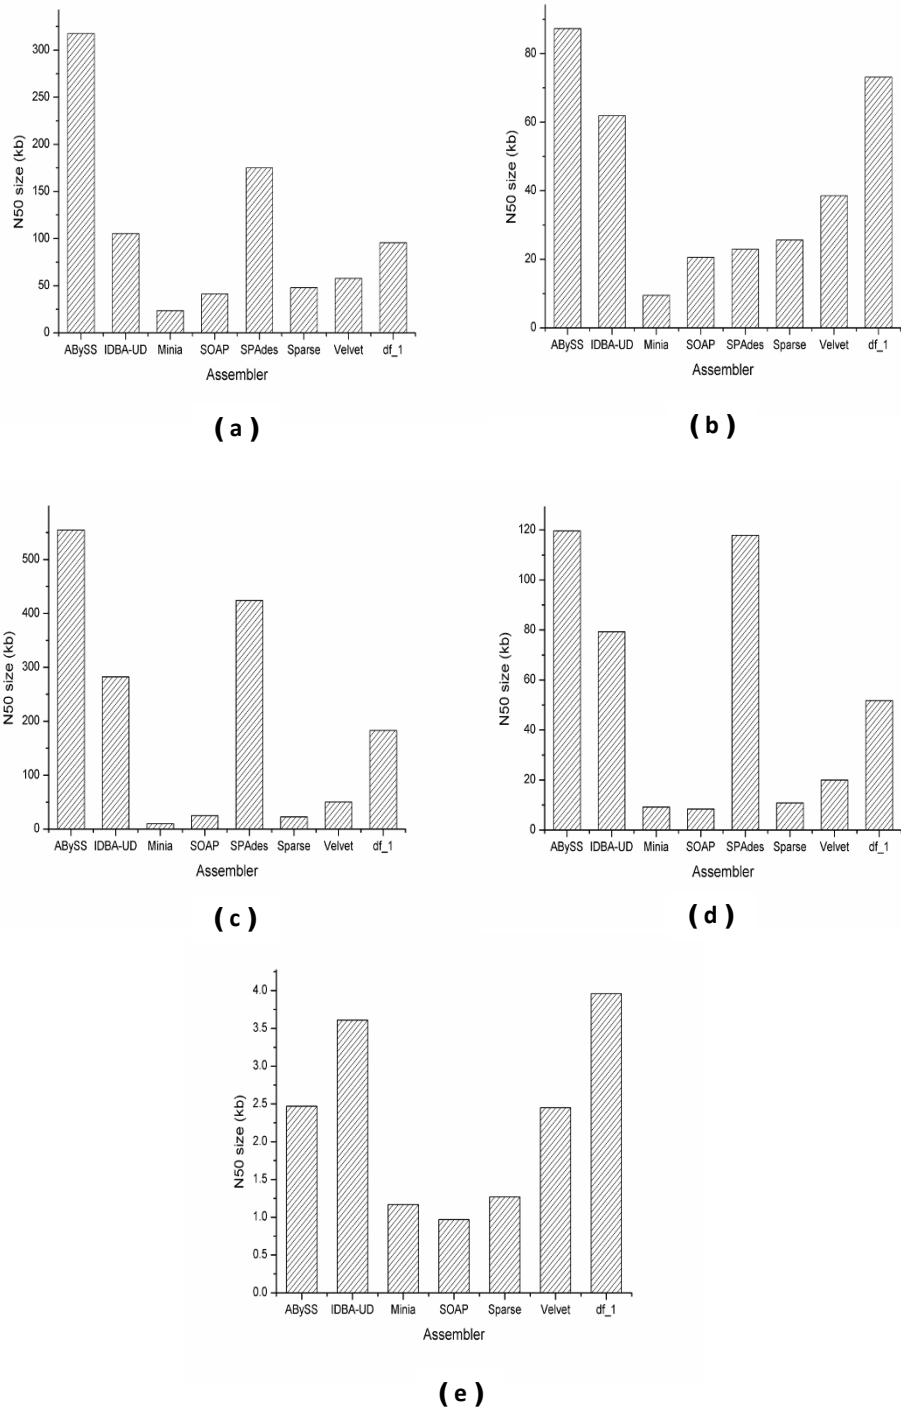 N50 size (kb)
300
250
200
150
100
50
0
ABySS IDBA-UD Minia SOAP SPAdes Sparse Velvet df_1
Assembler
( a )
N50 size (kb)
80
60
40
20
0
ABySS IDBA-UD Minia SOAP SPAdes Sparse Velvet df_1
Assembler
( b )
N50 size (kb)
500
400
300
200
100
0
ABySS IDBA-UD Minia SOAP SPAdes Sparse Velvet df_1
Assembler
( c )
N50 size (kb)
120
100
80
60
40
20
0
ABySS IDBA-UD Minia SOAP SPAdes Sparse Velvet df_1
Assembler
( d )
N50 size (kb)
4.0
3.5
3.0
2.5
2.0
1.5
1.0
0.5
0.0
ABySS IDBA-UD Minia SOAP Sparse Velvet df_1
Assembler
( e )